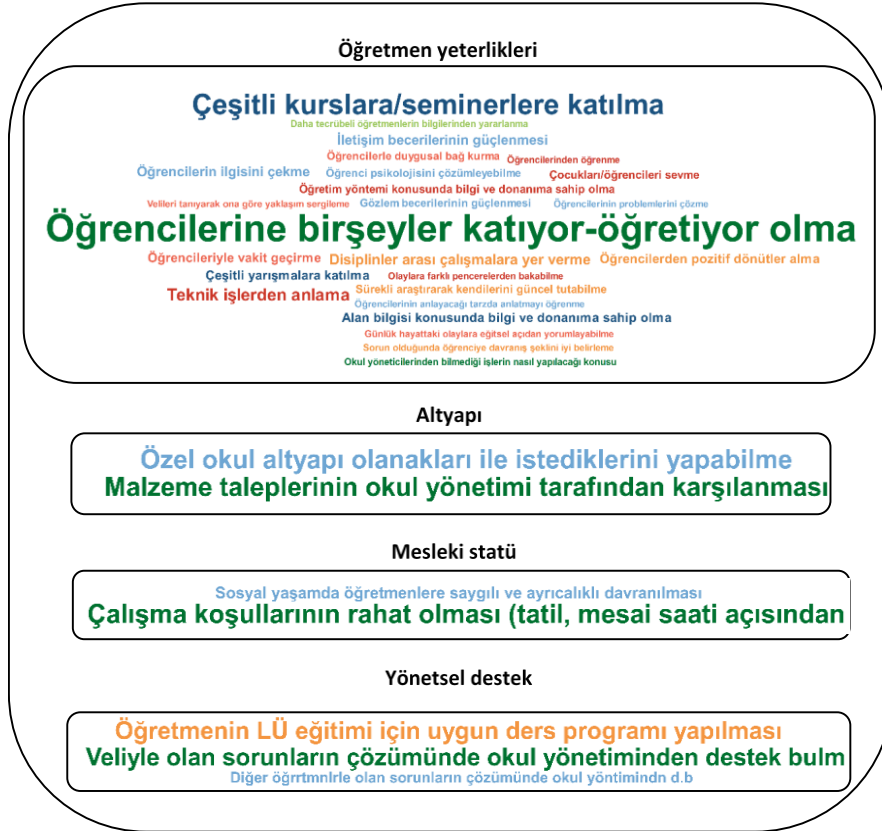 Öğretmen yeterlikleri
Çeşitli kurslara/seminerlere katılma
Daha tecrübeli öğretmenlerin bilgilerinden yararlanma
İletişim becerilerinin güçlenmesi
Öğrencilerle duygusal bağ kurma Öğrencilerinden öğrenme
Öğrencilerin ilgisini çekme Öğrenci psikolojisini çözümleyebilme Çocukları/öğrencileri sevme
Öğretim yöntemi konusunda bilgi ve donanıma sahip olma
Velileri tanıyarak ona göre yaklaşım sergileme Gözlem becerilerinin güçlenmesi Öğrencilerinin problemlerini çözme
Öğrencilerine birşeyler katıyor-öğretiyor olma
Öğrencileriyle vakit geçirme Disiplinler arası çalışmalara yer verme Öğrencilerden pozitif dönütler alma
Çeşitli yarışmalara katılma Olaylara farklı pencerelerden bakabilme
Teknik işlerden anlama Sürekli araştırarak kendilerini güncel tutabilme
Öğrencilerinin anlayacağı tarzda anlatmayı öğrenme
Alan bilgisi konusunda bilgi ve donanıma sahip olma
Günlük hayattaki olaylara eğitsel açıdan yorumlayabilme
Sorun olduğunda öğrenciye davranış şeklini iyi belirleme
Okul yöneticilerinden bilmediği işlerin nasıl yapılacağı konusu
Altyapı
Özel okul altyapı olanakları ile istediklerini yapabilme
Malzeme taleplerinin okul yönetimi tarafından karşılanması
Mesleki statü
Sosyal yaşamda öğretmenlere saygılı ve ayrıcalıklı davranılması
Çalışma koşullarının rahat olması (tatil, mesai saati açısından
Yönetsel destek
Öğretmenin LÜ eğitimi için uygun ders programı yapılması
Veliyle olan sorunların çözümünde okul yönetiminden destek bulm
Diğer öğrrtmnlrle olan sorunların çözümünde okul yöntimindn d.b